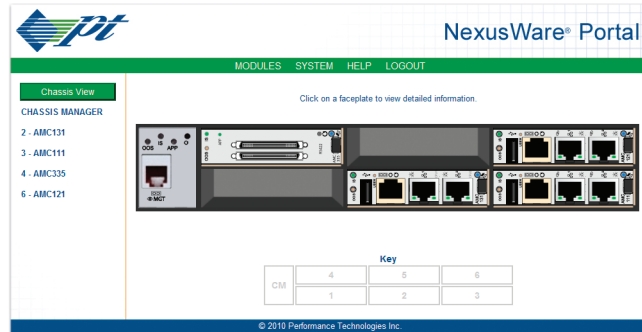 pt
NexusWare® Portal
MODULES SYSTEM HELP LOGOUT
Chassis View
Click on a faceplate to view detailed information.
CHASSIS MANAGER
2 - AMC131
3 - AMC111
4 - AMC335
6 - AMC121
OOS IS APP
MGT
Key
CM
4 5 6
1 2 3
© 2010 Performance Technologies Inc.